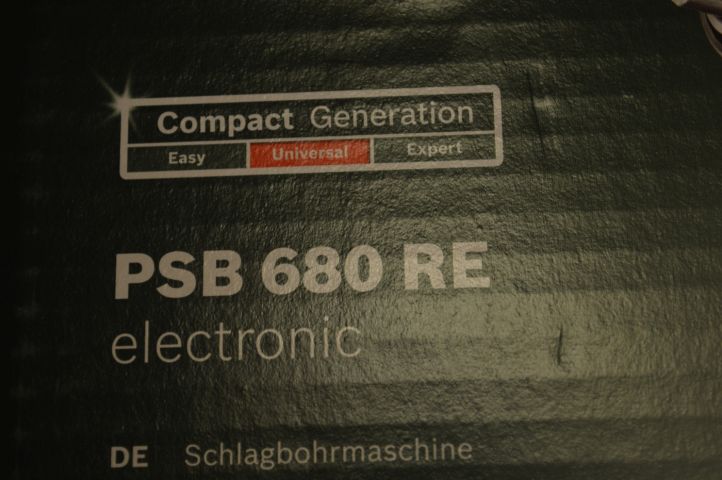 Compact Generation
Easy Universal Expert
PSB 680 RE
electronic
DE Schlagbohrmaschine